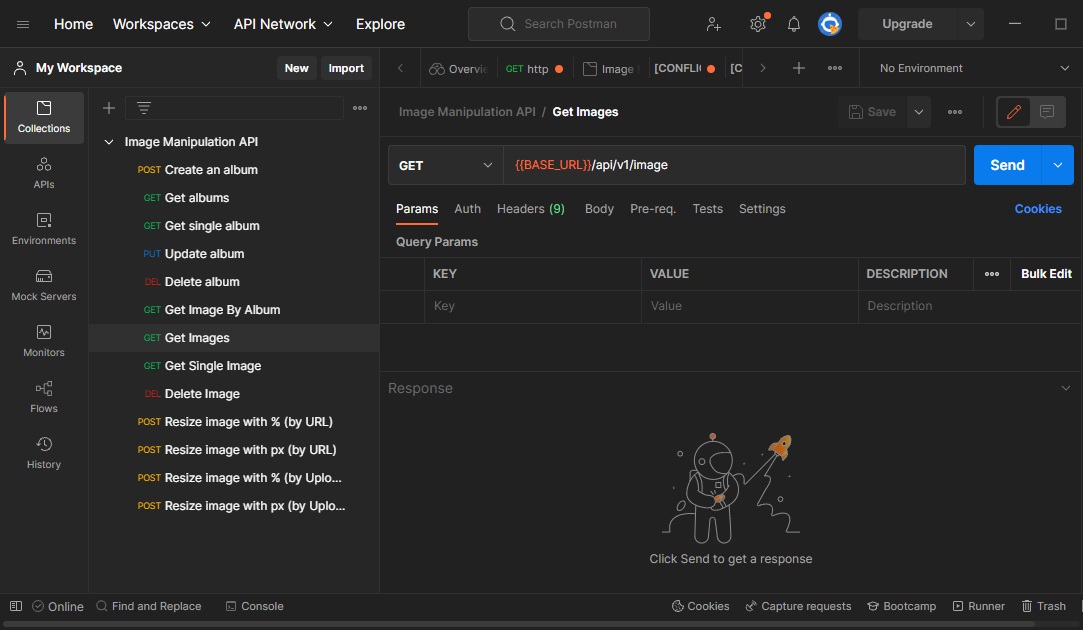 Home Workspaces API Network Explore Search Postman Upgrade
My Workspace New Import Overvi GET http Image [CONFLI [C No Environment
Collections
APIs
Environments
Mock Servers
Monitors
Flows
History
Image Manipulation API
POST Create an album
GET Get albums
GET Get single album
PUT Update album
DEL Delete album
GET Get Image By Album
GET Get Images
GET Get Single Image
DEL Delete Image
POST Resize image with % (by URL)
POST Resize image with px (by URL)
POST Resize image with % (by Uplo...
POST Resize image with px (by Uplo...
Image Manipulation API / Get Images Save
GET {{BASE_URL}}/api/v1/image Send
Params Auth Headers (9) Body Pre-req. Tests Settings Cookies
Query Params
KEY VALUE DESCRIPTION Bulk Edit
Key Value Description
Response
Click Send to get a response
Online Find and Replace Console Cookies Capture requests Bootcamp Runner Trash